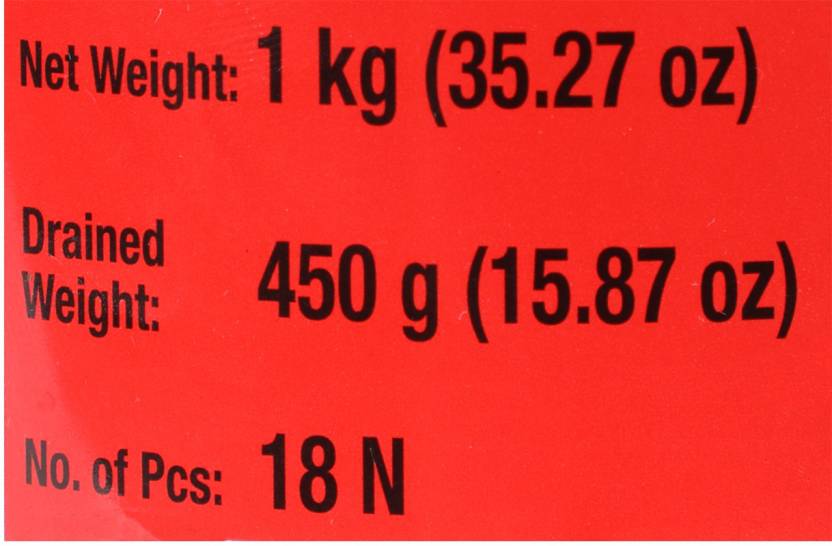 Net Weight: 1 kg (35.27 oz)
Drained
Weight: 450 g (15.87 oz)
No. of Pcs: 18 N